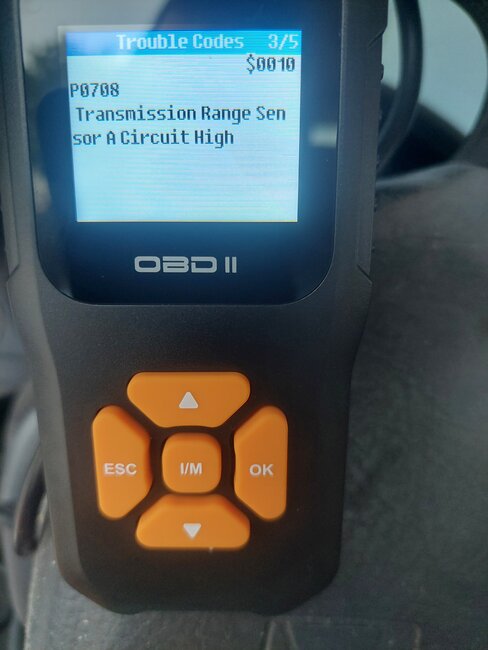 Trouble Codes 3/5
$0010
P0708
Transmission Range Sen
sor A Circuit High
OBD II
ESC I/M OK